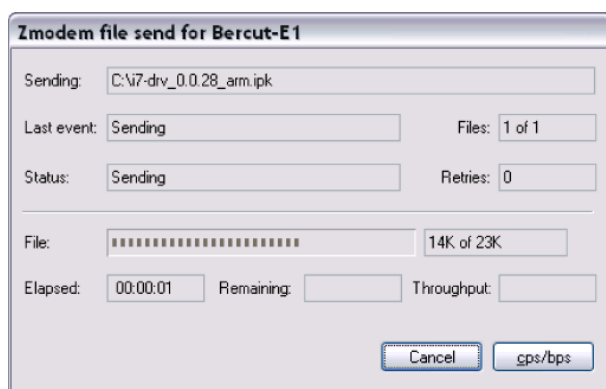 Zmodem file send for Bercut-E1
Sending: C:\i7-drv_0.0.28_arm.ipk
Last event: Sending Files: 1 of 1
Status: Sending Retries: 0
File: 14K of 23K
Elapsed: 00:00:01 Remaining: Throughput:
Cancel cps/bps